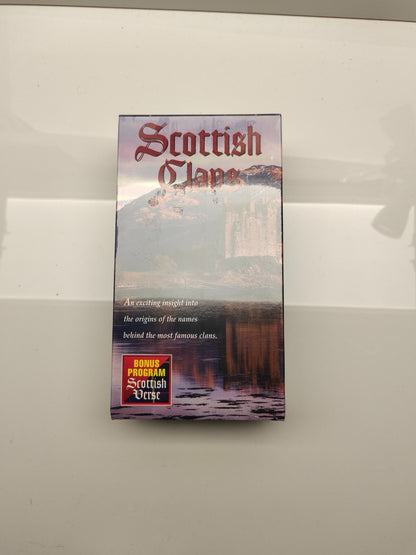 Scottish
Clans
An exciting insight into
the origins of the names
behind the most famous clans.
BONUS
PROGRAM
Scottish
Verse